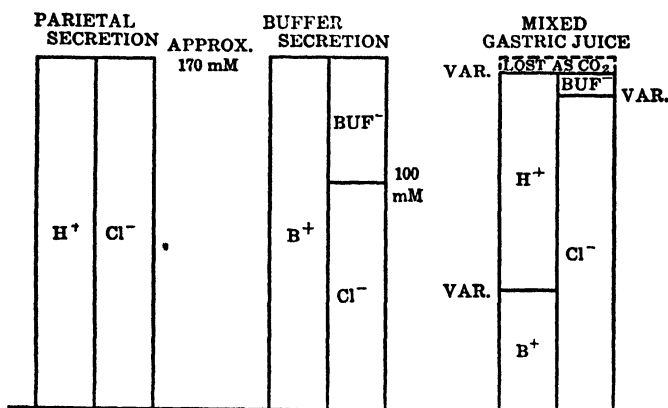 PARIETAL
SECRETION
APPROX.
170 mM
BUFFER
SECRETION
MIXED
GASTRIC JUICE
LOST AS CO₂
VAR.
BUF⁻
VAR.
BUF⁻
100
mM
H⁺
H⁺ Cl⁻
B⁺
Cl⁻
Cl⁻
VAR.
B⁺